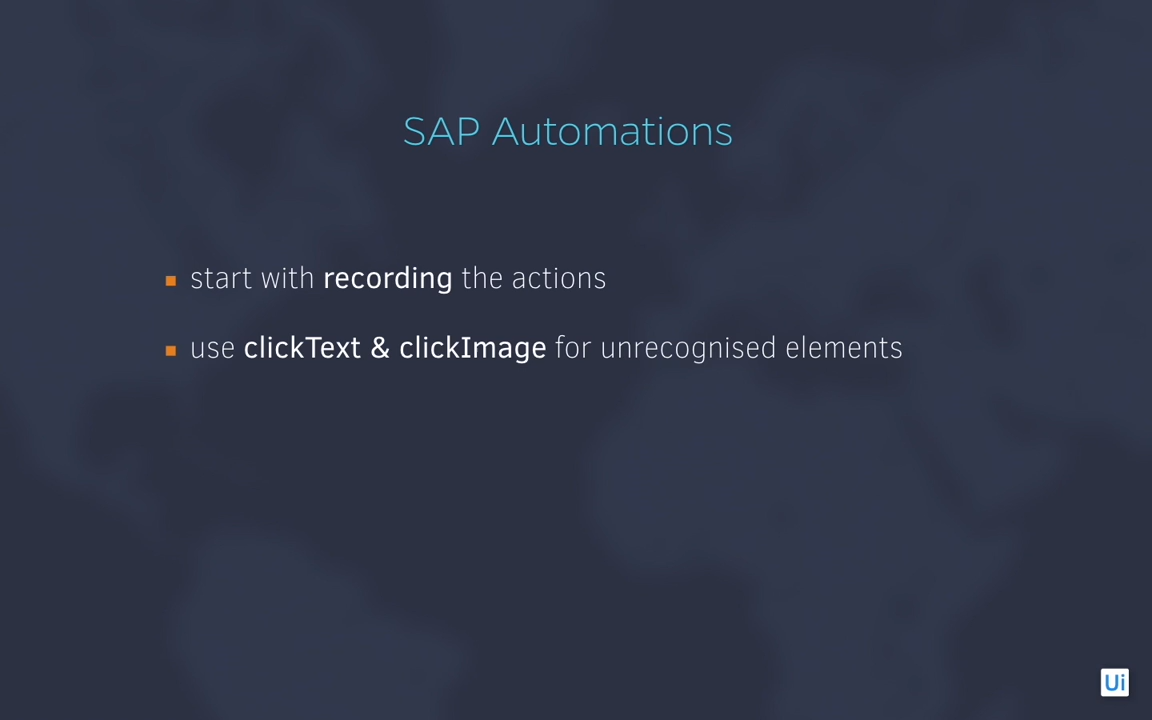 SAP Automations
start with recording the actions
use clickText & clickImage for unrecognised elements
Ui